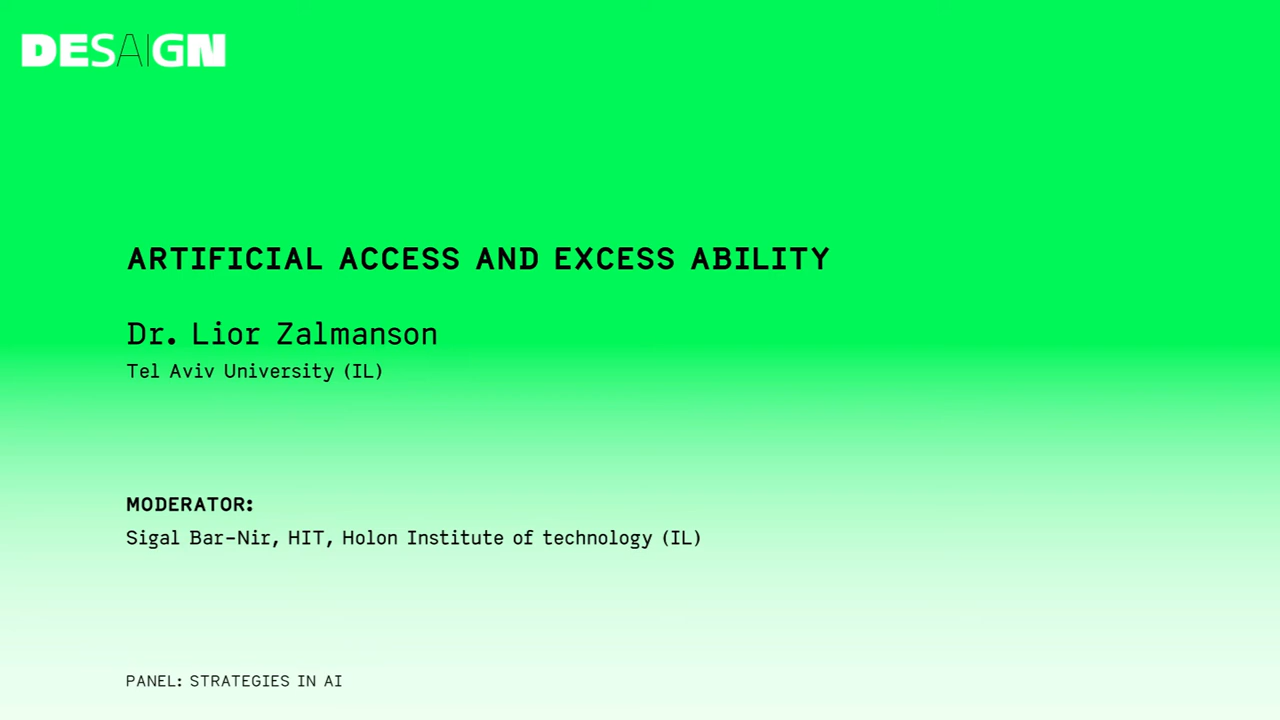 DESAIGN
ARTIFICIAL ACCESS AND EXCESS ABILITY
Dr. Lior Zalmanson
Tel Aviv University (IL)
MODERATOR:
Sigal Bar-Nir, HIT, Holon Institute of technology (IL)
PANEL: STRATEGIES IN AI